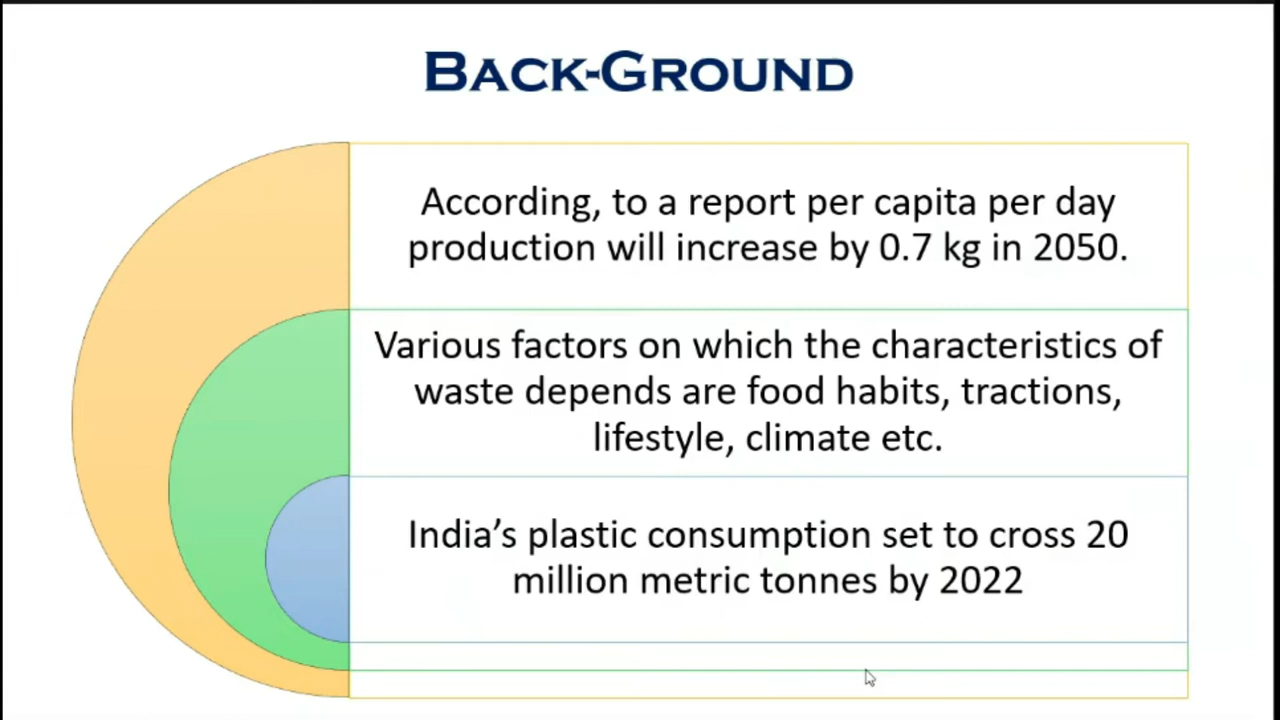 BACK-GROUND
According, to a report per capita per day
production will increase by 0.7 kg in 2050.
Various factors on which the characteristics of
waste depends are food habits, tractions,
lifestyle, climate etc.
India’s plastic consumption set to cross 20
million metric tonnes by 2022